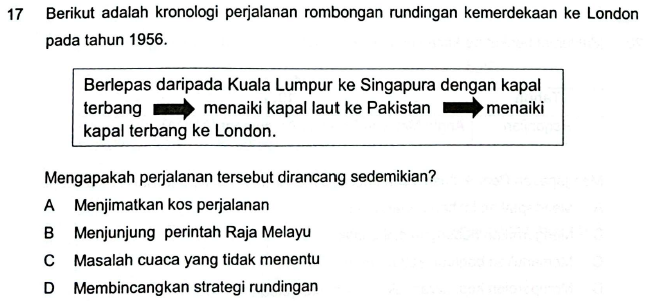 17 Berikut adalah kronologi perjalanan rombongan rundingan kemerdekaan ke London
pada tahun 1956.
Berlepas daripada Kuala Lumpur ke Singapura dengan kapal
terbang menaiki kapal laut ke Pakistan menaiki
kapal terbang ke London.
Mengapakah perjalanan tersebut dirancang sedemikian?
A Menjimatkan kos perjalanan
B Menjunjung perintah Raja Melayu
C Masalah cuaca yang tidak menentu
D Membincangkan strategi rundingan